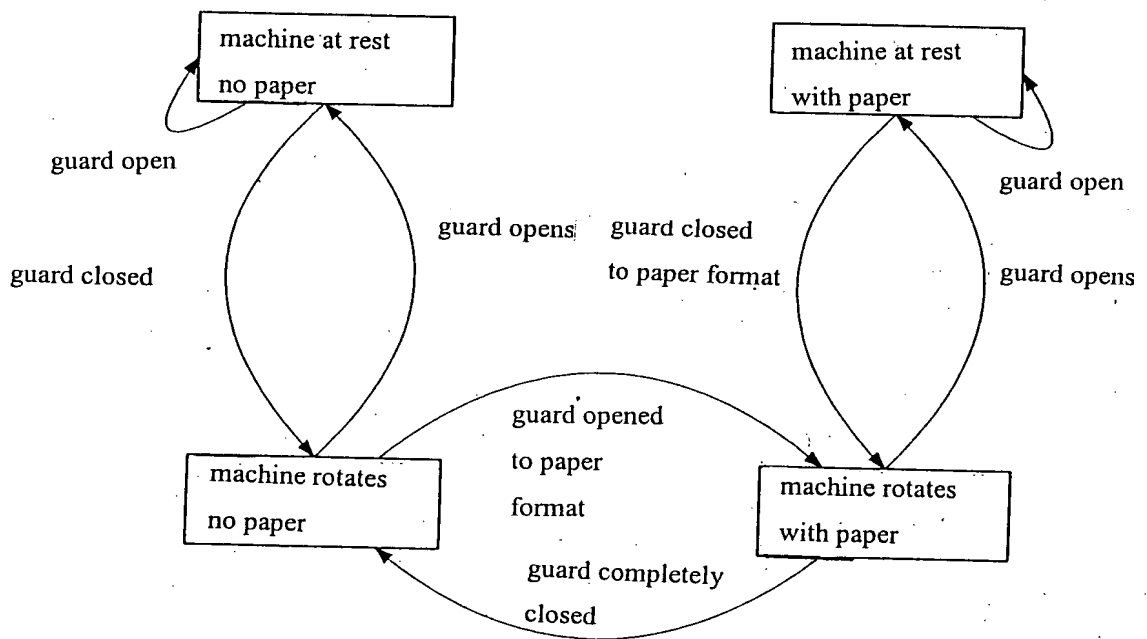 machine at rest
no paper
machine at rest
with paper
guard open
guard open
guard opens
guard closed
to paper format
guard closed
guard opens
guard opened
to paper
format
machine rotates
no paper
machine rotates
with paper
guard completely
closed